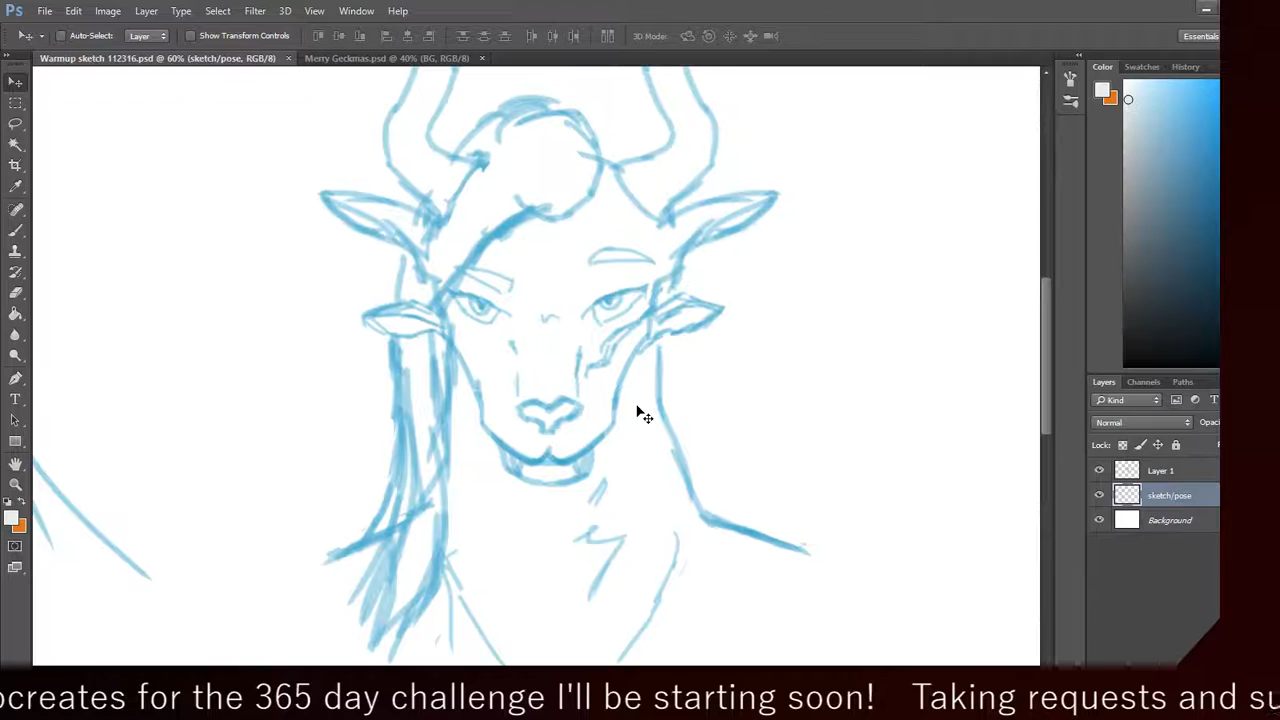 Ps File Edit Image Layer Type Select Filter 3D View Window Help
Auto-Select: Layer Show Transform Controls 3D Mode: Essentials
Warmup sketch 112316.psd @ 60% (sketch/pose, RGB/8) × Merry Geckmas.psd @ 40% (BG, RGB/8) ×
Color Swatches History
Layers Channels Paths
Kind
Normal
Lock:
Layer 1
sketch/pose
Background
ocreates for the 365 day challenge I'll be starting soon! Taking requests and su